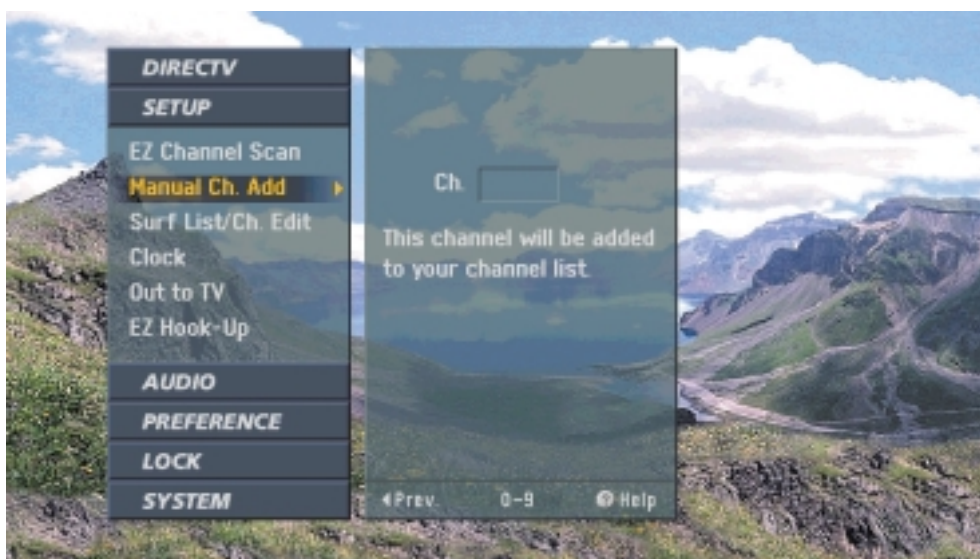 DIRECTV
SETUP
EZ Channel Scan
Manual Ch. Add
Surf List/Ch. Edit
Clock
Out to TV
EZ Hook-Up
AUDIO
PREFERENCE
LOCK
SYSTEM
Ch.
This channel will be added
to your channel list.
Prev.
0-9
Help